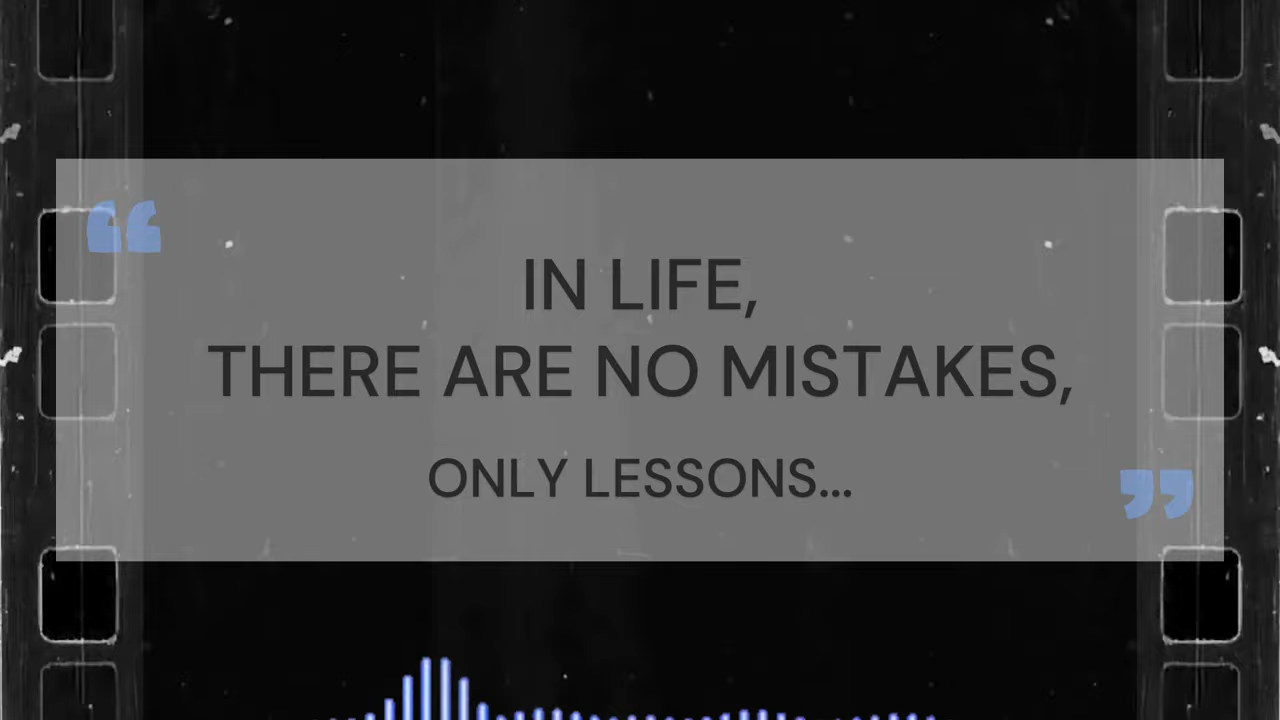 “
IN LIFE,
THERE ARE NO MISTAKES,
ONLY LESSONS...
”